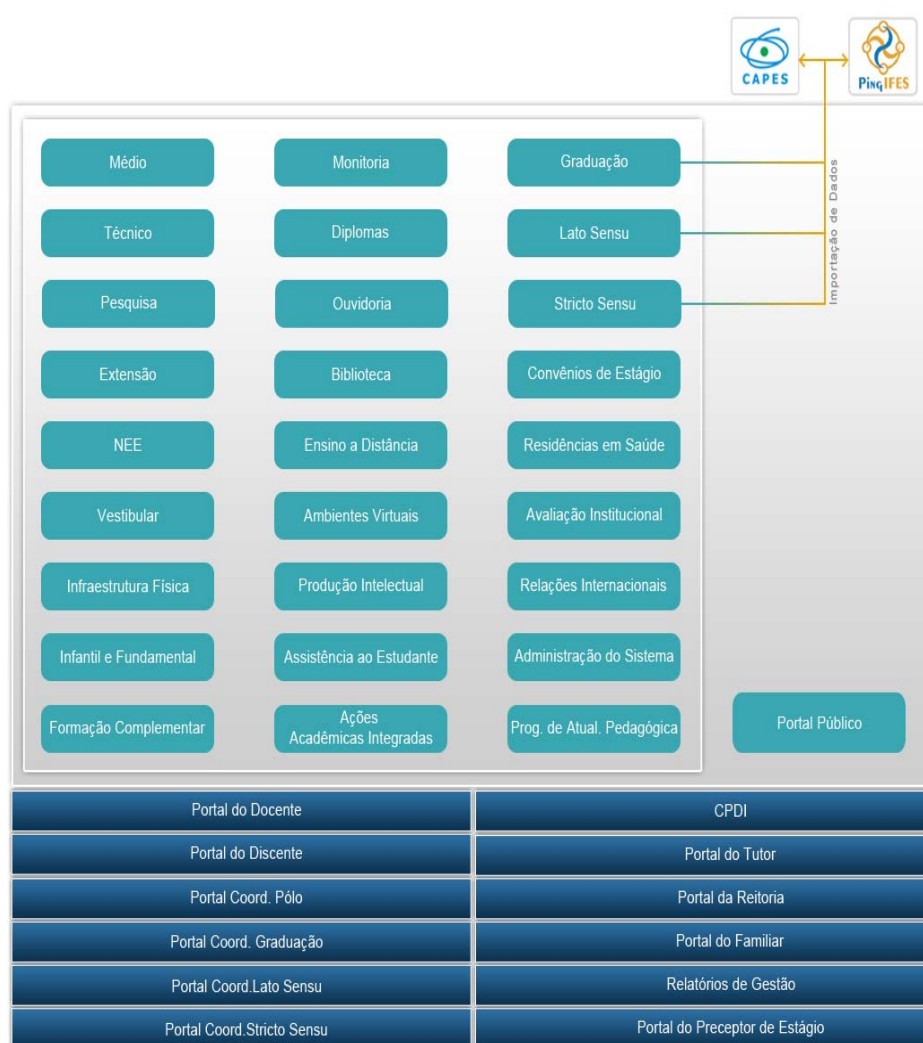 CAPES
PingIFES
Importação de Dados
Médio
Monitoria
Graduação
Técnico
Diplomas
Lato Sensu
Pesquisa
Ouvidoria
Stricto Sensu
Extensão
Biblioteca
Convênios de Estágio
NEE
Ensino a Distância
Residências em Saúde
Vestibular
Ambientes Virtuais
Avaliação Institucional
Infraestrutura Física
Produção Intelectual
Relações Internacionais
Infantil e Fundamental
Assistência ao Estudante
Administração do Sistema
Formação Complementar
Ações
Acadêmicas Integradas
Prog. de Atual. Pedagógica
Portal Público
Portal do Docente
CPDI
Portal do Discente
Portal do Tutor
Portal Coord. Pólo
Portal da Reitoria
Portal Coord. Graduação
Portal do Familiar
Portal Coord.Lato Sensu
Relatórios de Gestão
Portal Coord.Stricto Sensu
Portal do Preceptor de Estágio